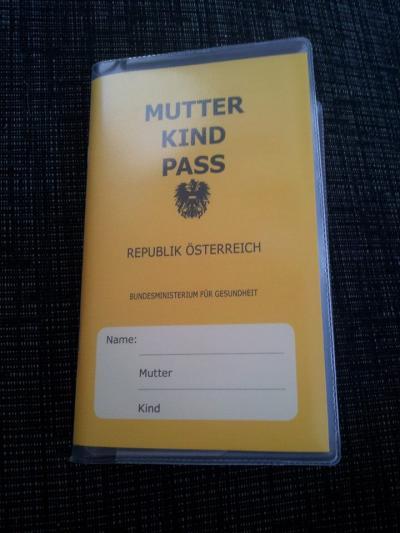 MUTTER
KIND
PASS
REPUBLIK ÖSTERREICH
BUNDESMINISTERIUM FÜR GESUNDHEIT
Name:
Mutter
Kind